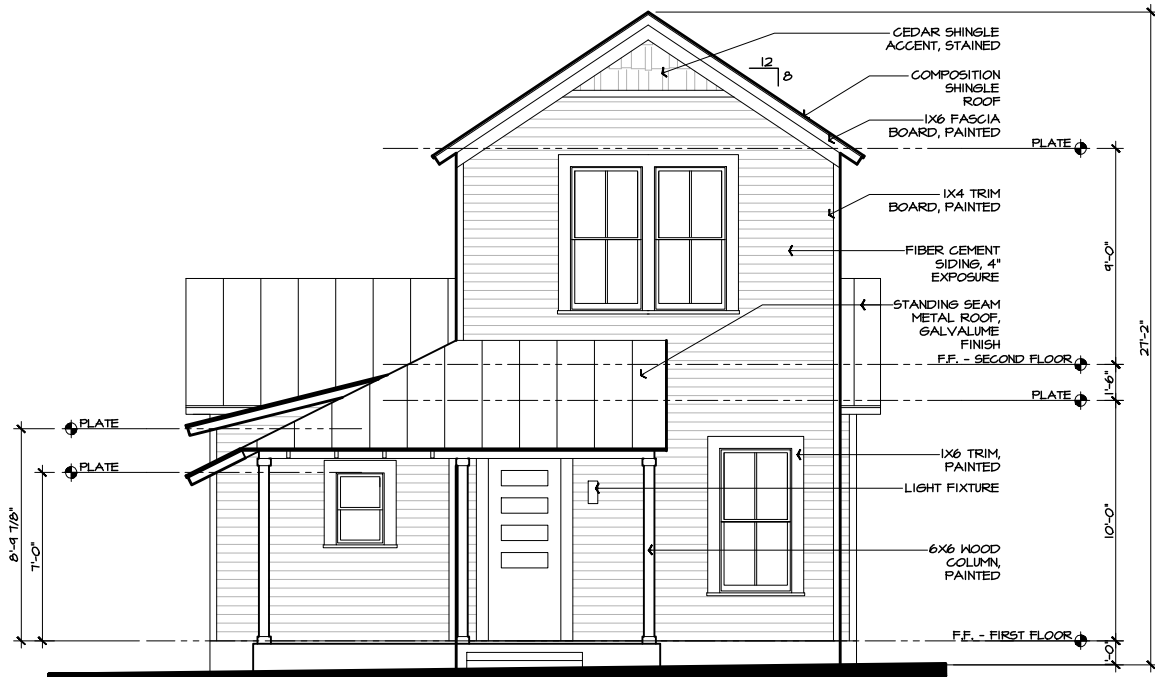 CEDAR SHINGLE
ACCENT, STAINED
12
8
COMPOSITION
SHINGLE
ROOF
1X6 FASCIA
BOARD, PAINTED
PLATE
1X4 TRIM
BOARD, PAINTED
FIBER CEMENT
SIDING, 4"
EXPOSURE
9'-0"
27'-2"
STANDING SEAM
METAL ROOF,
GALVALUME
FINISH
F.F. - SECOND FLOOR
1'-6"
PLATE
PLATE
PLATE
1X6 TRIM,
PAINTED
LIGHT FIXTURE
8'-9 7/8"
7'-0"
10'-0"
6X6 WOOD
COLUMN,
PAINTED
F.F. - FIRST FLOOR
1'-0"